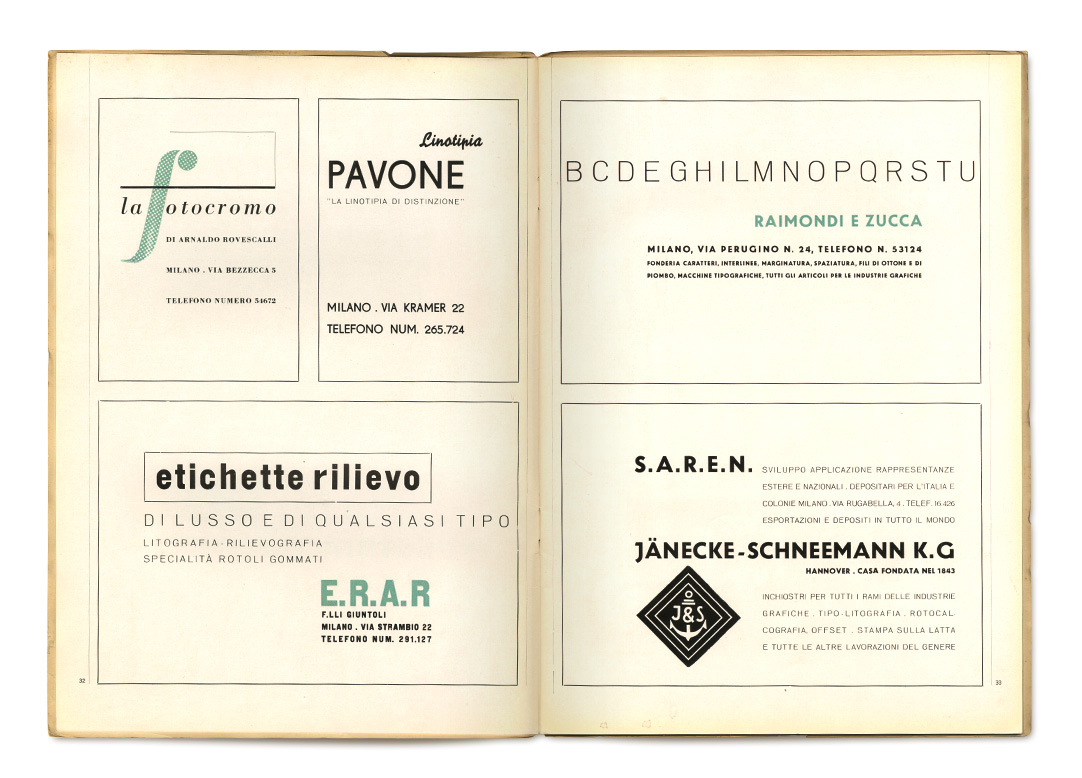 la fotocromo
DI ARNALDO ROVESCALLI
MILANO . VIA BEZZECCA 5
TELEFONO NUMERO 54672
Linotipia
PAVONE
"LA LINOTIPIA DI DISTINZIONE"
MILANO . VIA KRAMER 22
TELEFONO NUM. 265.724
etichette rilievo
DI LUSSO E DI QUALSIASI TIPO
LITOGRAFIA-RILIEVOGRAFIA
SPECIALITÀ ROTOLI GOMMATI
E.R.A.R
F.LLI GIUNTOLI
MILANO . VIA STRAMBIO 22
TELEFONO NUM. 291.127
32
BCDEGHILMNOPQRSTU
RAIMONDI E ZUCCA
MILANO, VIA PERUGINO N. 24, TELEFONO N. 53124
FONDERIA CARATTERI, INTERLINEE, MARGINATURA, SPAZIATURA, FILI DI OTTONE E DI
PIOMBO, MACCHINE TIPOGRAFICHE, TUTTI GLI ARTICOLI PER LE INDUSTRIE GRAFICHE
S.A.R.E.N. SVILUPPO APPLICAZIONE RAPPRESENTANZE
ESTERE E NAZIONALI . DEPOSITARI PER L'ITALIA E
COLONIE MILANO . VIA RUGABELLA, 4 . TELEF. 16-426
ESPORTAZIONI E DEPOSITI IN TUTTO IL MONDO
JÄNECKE-SCHNEEMANN K.G
HANNOVER . CASA FONDATA NEL 1843
J&S
INCHIOSTRI PER TUTTI I RAMI DELLE INDUSTRIE
GRAFICHE . TIPO-LITOGRAFIA . ROTOCAL-
COGRAFIA, OFFSET . STAMPA SULLA LATTA
E TUTTE LE ALTRE LAVORAZIONI DEL GENERE
33